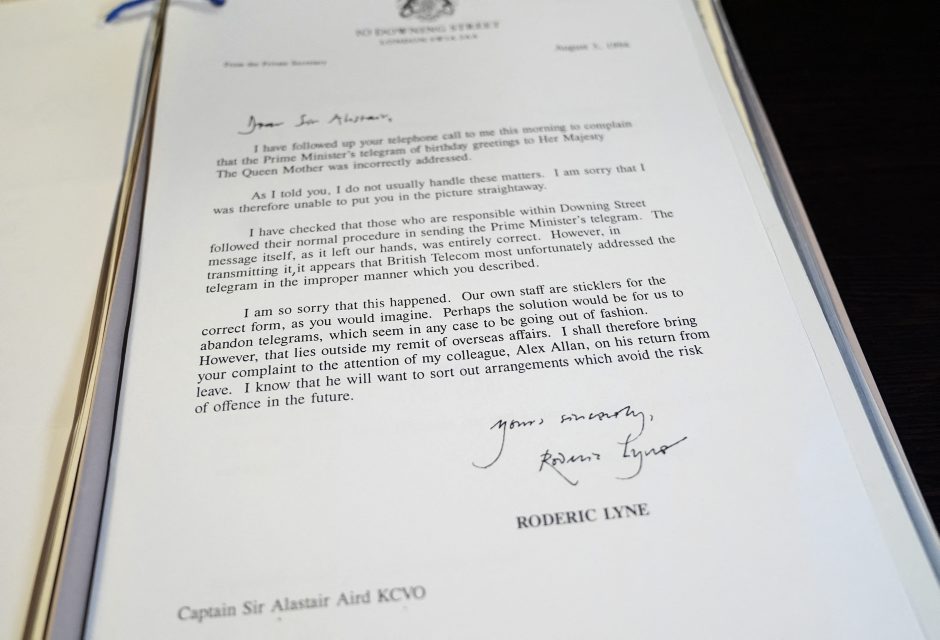 10 DOWNING STREET
From the Private Secretary
Dear Sir Alastair,
I have followed up your telephone call to me this morning to complain
that the Prime Minister's telegram of birthday greetings to Her Majesty
The Queen Mother was incorrectly addressed.
As I told you, I do not usually handle these matters. I am sorry that I
was therefore unable to put you in the picture straightaway.
I have checked that those who are responsible within Downing Street
followed their normal procedure in sending the Prime Minister's telegram. The
message itself, as it left our hands, was entirely correct. However, in
transmitting it, it appears that British Telecom most unfortunately addressed the
telegram in the improper manner which you described.
I am so sorry that this happened. Our own staff are sticklers for the
correct form, as you would imagine. Perhaps the solution would be for us to
abandon telegrams, which seem in any case to be going out of fashion.
However, that lies outside my remit of overseas affairs. I shall therefore bring
your complaint to the attention of my colleague, Alex Allan, on his return from
leave. I know that he will want to sort out arrangements which avoid the risk
of offence in the future.
Yours sincerely,
Roderic Lyne
RODERIC LYNE
Captain Sir Alastair Aird KCVO